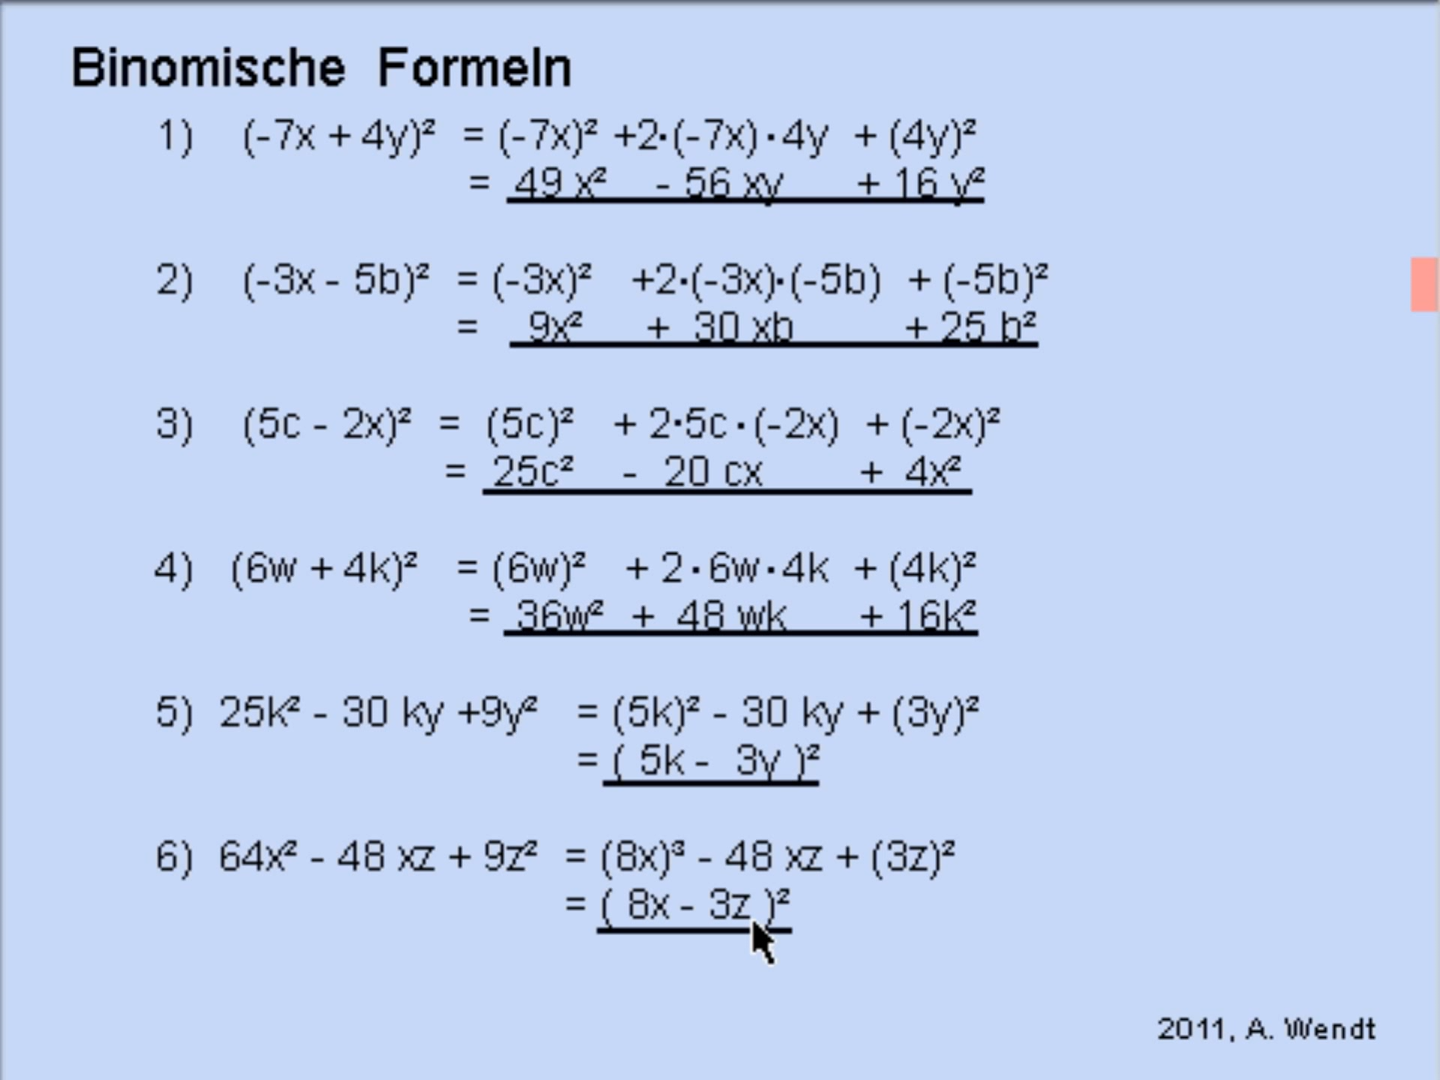 Binomische Formeln
1) (-7x + 4y)² = (-7x)² +2·(-7x)·4y + (4y)²
= 49 x² - 56 xy + 16 y²
2) (-3x - 5b)² = (-3x)² +2·(-3x)·(-5b) + (-5b)²
= 9x² + 30 xb + 25 b²
3) (5c - 2x)² = (5c)² + 2·5c·(-2x) + (-2x)²
= 25c² - 20 cx + 4x²
4) (6w + 4k)² = (6w)² + 2·6w·4k + (4k)²
= 36w² + 48 wk + 16k²
5) 25k² - 30 ky +9y² = (5k)² - 30 ky + (3y)²
= ( 5k - 3y )²
6) 64x² - 48 xz + 9z² = (8x)³ - 48 xz + (3z)²
= ( 8x - 3z )²
2011, A. Wendt